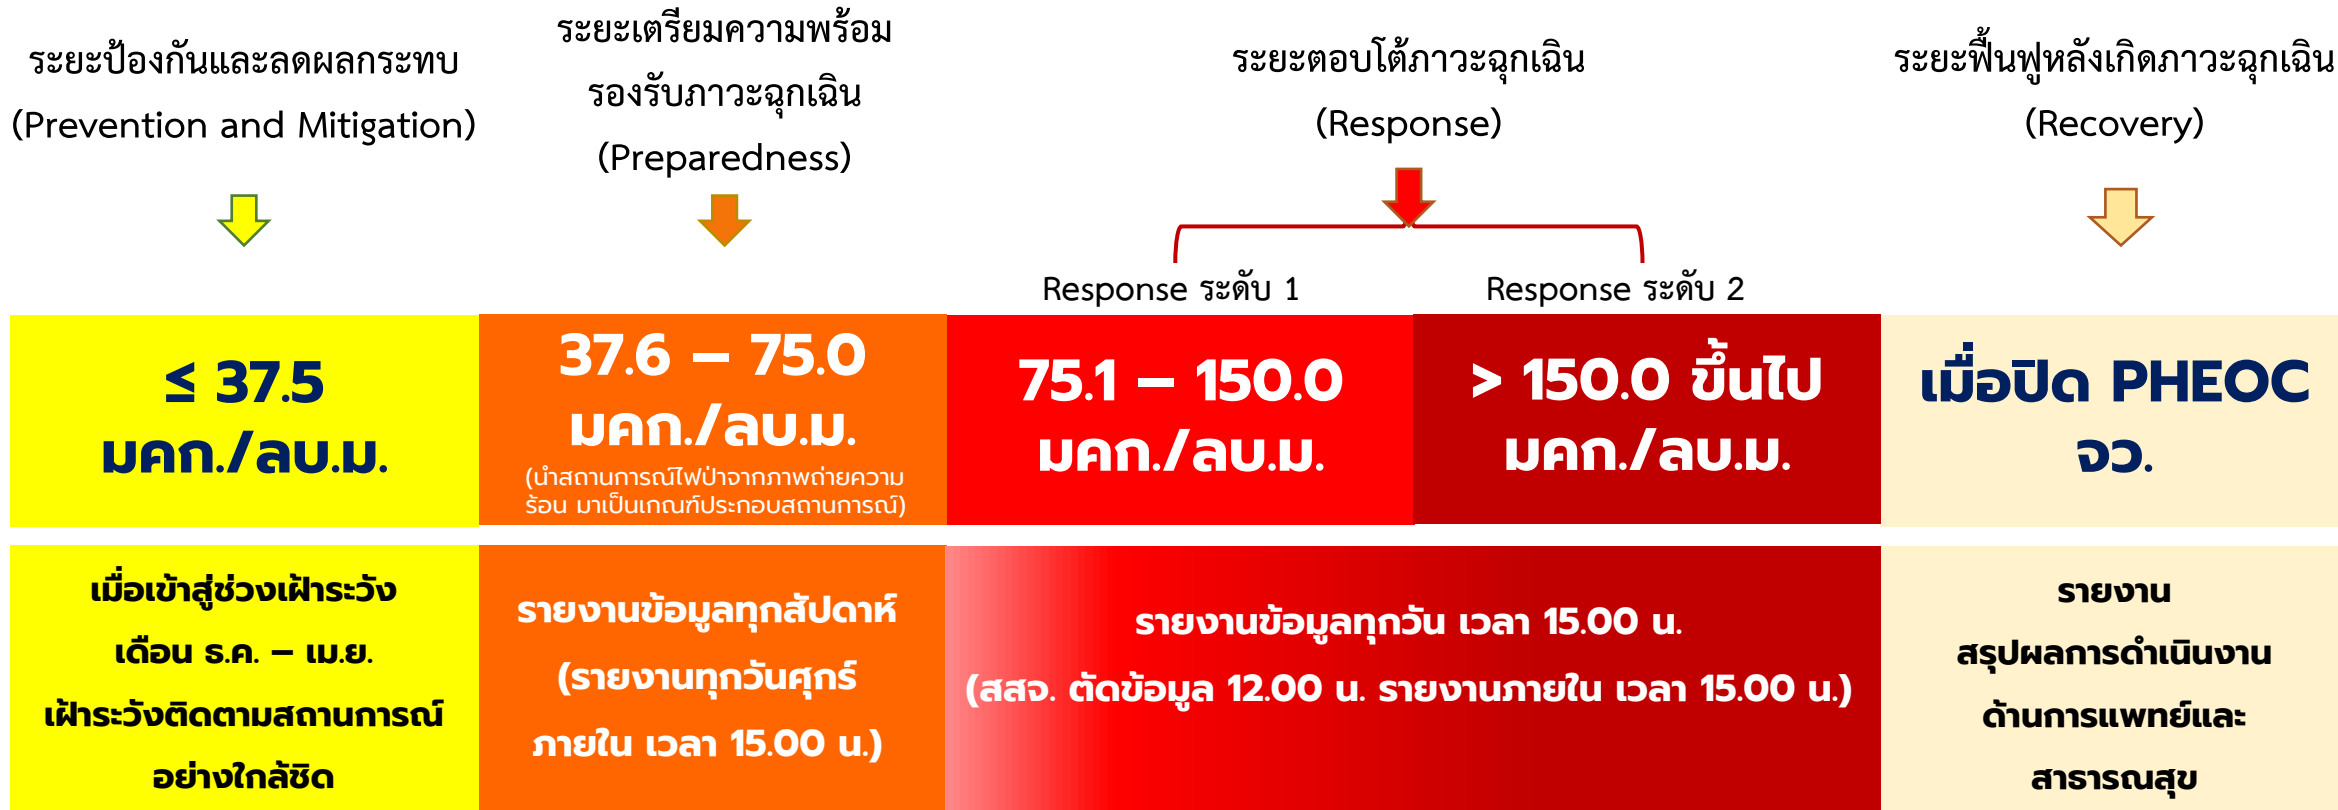 ระยะป้องกันและลดผลกระทบ
(Prevention and Mitigation)
ระยะเตรียมความพร้อม
รองรับภาวะฉุกเฉิน
(Preparedness)
ระยะตอบโต้ภาวะฉุกเฉิน
(Response)
ระยะฟื้นฟูหลังเกิดภาวะฉุกเฉิน
(Recovery)
Response ระดับ 1
Response ระดับ 2
≤ 37.5
มคก./ลบ.ม.
37.6 – 75.0
มคก./ลบ.ม.
(นำสถานการณ์ไฟป่าจากภาพถ่ายความ
ร้อน มาเป็นเกณฑ์ประกอบสถานการณ์)
75.1 – 150.0
มคก./ลบ.ม.
> 150.0 ขึ้นไป
มคก./ลบ.ม.
เมื่อปิด PHEOC
จว.
เมื่อเข้าสู่ช่วงเฝ้าระวัง
เดือน ธ.ค. – เม.ย.
เฝ้าระวังติดตามสถานการณ์
อย่างใกล้ชิด
รายงานข้อมูลทุกสัปดาห์
(รายงานทุกวันศุกร์
ภายใน เวลา 15.00 น.)
รายงานข้อมูลทุกวัน เวลา 15.00 น.
(สสจ. ตัดข้อมูล 12.00 น. รายงานภายใน เวลา 15.00 น.)
รายงาน
สรุปผลการดำเนินงาน
ด้านการแพทย์และ
สาธารณสุข